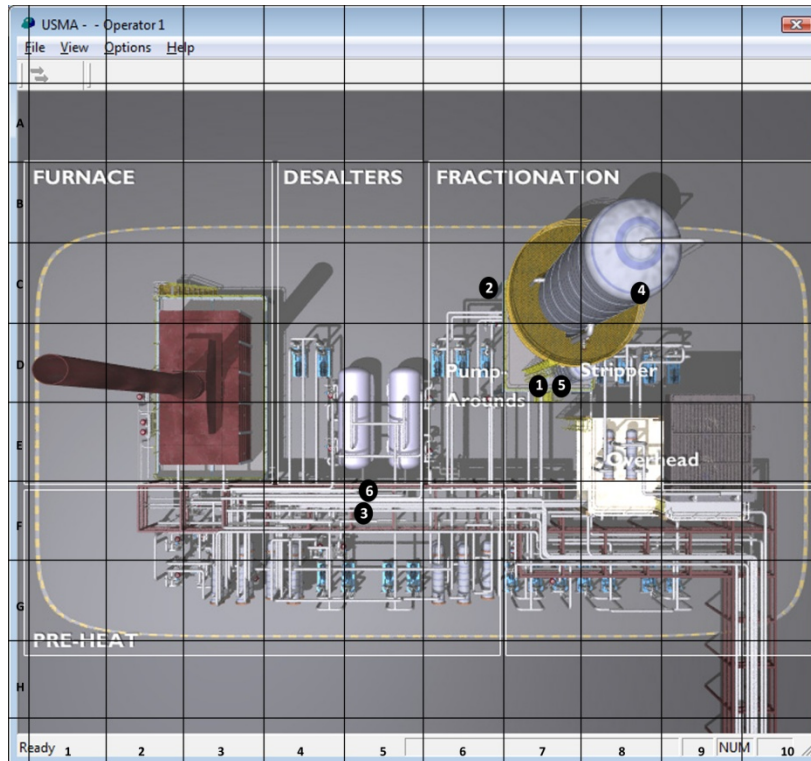 USMA - - Operator 1
File View Options Help
A
FURNACE DESALTERS FRACTIONATION
B
C 2 4
D Pump- Stripper
1 5
Arounds
E Overhead
6
3
F
G
PRE-HEAT
H
Ready 1 2 3 4 5 6 7 8 9 NUM 10